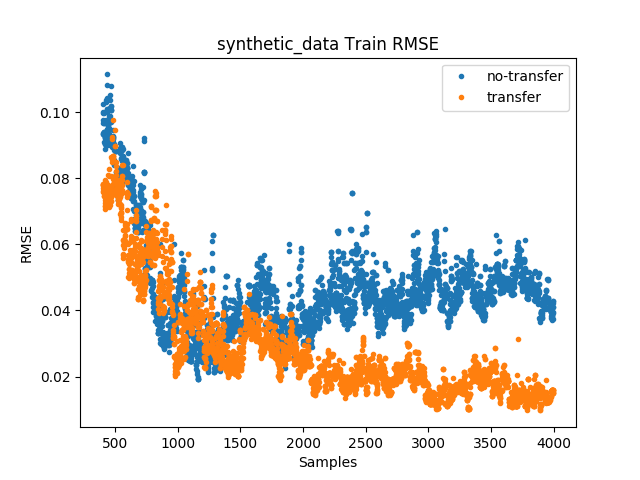 synthetic_data Train RMSE
no-transfer
transfer
RMSE
0.10
0.08
0.06
0.04
0.02
500 1000 1500 2000 2500 3000 3500 4000
Samples